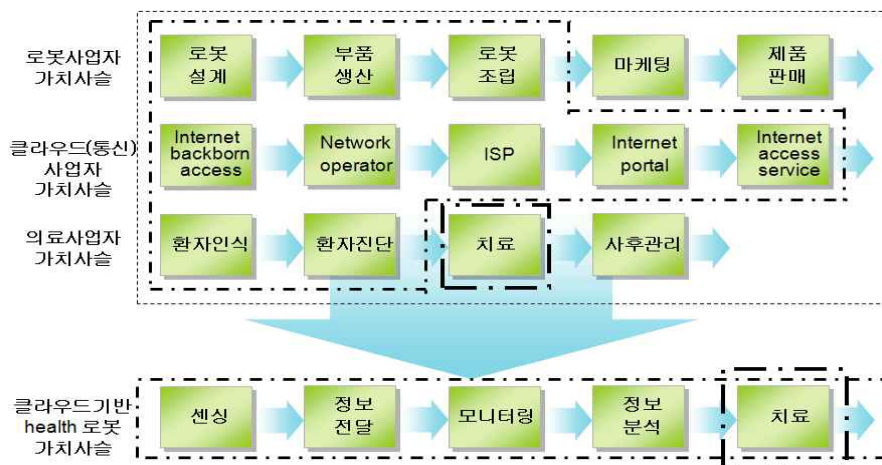 로봇사업자
가치사슬
로봇
설계
부품
생산
로봇
조립
마케팅
제품
판매
클라우드(통신)
사업자
가치사슬
Internet
backborn
access
Network
operator
ISP
Internet
portal
Internet
access
service
의료사업자
가치사슬
환자인식
환자진단
치료
사후관리
클라우드기반
health 로봇
가치사슬
센싱
정보
전달
모니터링
정보
분석
치료